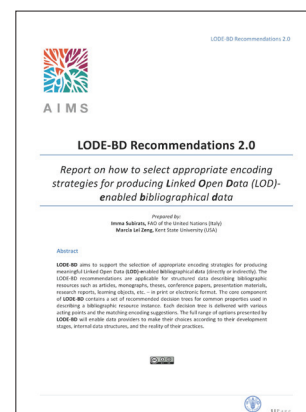 LODE-BD Recommendations 2.0
AIMS
LODE-BD Recommendations 2.0
Report on how to select appropriate encoding
strategies for producing Linked Open Data (LOD)-
enabled bibliographical data
Prepared by:
Imma Subirats, FAO of the United Nations (Italy)
Marcia Lei Zeng, Kent State University (USA)
Abstract
LODE-BD aims to support the selection of appropriate encoding strategies for producing
meaningful Linked Open Data (LOD)-enabled bibliographical data (directly or indirectly). The
LODE-BD recommendations are applicable for structured data describing bibliographic
resources such as articles, monographs, theses, conference papers, presentation materials,
research reports, learning objects, etc. – in print or electronic format. The core component
of LODE-BD contains a set of recommended decision trees for common properties used in
describing a bibliographic resource instance. Each decision tree is delivered with various
acting points and the matching encoding suggestions. The full range of options presented by
LODE-BD will enable data providers to make their choices according to their development
stages, internal data structures, and the reality of their practices.